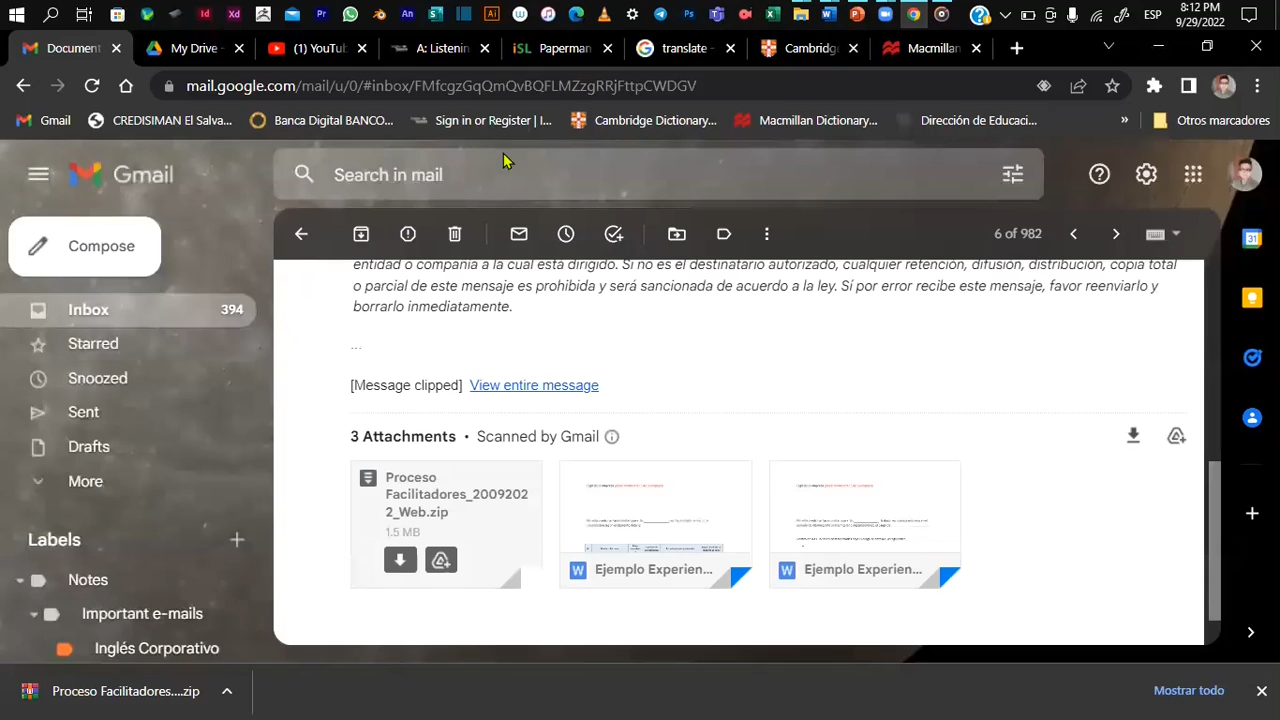 8:12 PM
ESP
9/29/2022
Document
My Drive -
(1) YouTub
A: Listenin
Paperman
translate -
Cambridg
Macmillan
mail.google.com/mail/u/0/#inbox/FMfcgzGqQmQvBQFLMZzgRRjFttpCWDGV
Gmail
CREDISIMAN El Salva...
Banca Digital BANCO...
Sign in or Register | I...
Cambridge Dictionary...
Macmillan Dictionary...
Dirección de Educaci...
»
Otros marcadores
Gmail
Search in mail
Compose
6 of 982
entidad o compañía a la cual está dirigido. Si no es el destinatario autorizado, cualquier retención, difusión, distribución, copia total
o parcial de este mensaje es prohibida y será sancionada de acuerdo a la ley. Sí por error recibe este mensaje, favor reenviarlo y
borrarlo inmediatamente.
Inbox 394
Starred
...
Snoozed
[Message clipped] View entire message
Sent
3 Attachments • Scanned by Gmail
Drafts
More
Proceso
Facilitadores_2009202
2_Web.zip
1.5 MB
Ejemplo Experien...
Ejemplo Experien...
Labels
Notes
Important e-mails
Inglés Corporativo
Proceso Facilitadores....zip
Mostrar todo